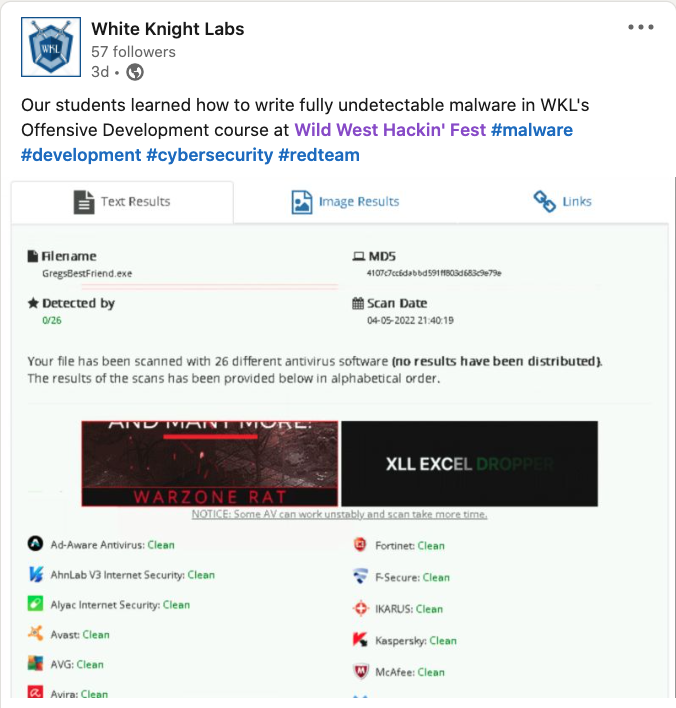 White Knight Labs
57 followers
3d •
Our students learned how to write fully undetectable malware in WKL's
Offensive Development course at Wild West Hackin' Fest #malware
#development #cybersecurity #redteam
Text Results
Image Results
Links
Filename
GregsBestFriend.exe
MD5
Detected by
0/26
Scan Date
04-05-2022 21:40:19
Your file has been scanned with 26 different antivirus software (no results have been distributed).
The results of the scans has been provided below in alphabetical order.
AND MANY MORE!
WARZONE RAT
XLL EXCEL DROPPER
NOTICE: Some AV can work unstably and scan take more time.
Ad-Aware Antivirus: Clean
AhnLab V3 Internet Security: Clean
Alyac Internet Security: Clean
Avast: Clean
AVG: Clean
Avira: Clean
Fortinet: Clean
F-Secure: Clean
IKARUS: Clean
Kaspersky: Clean
McAfee: Clean
WKL